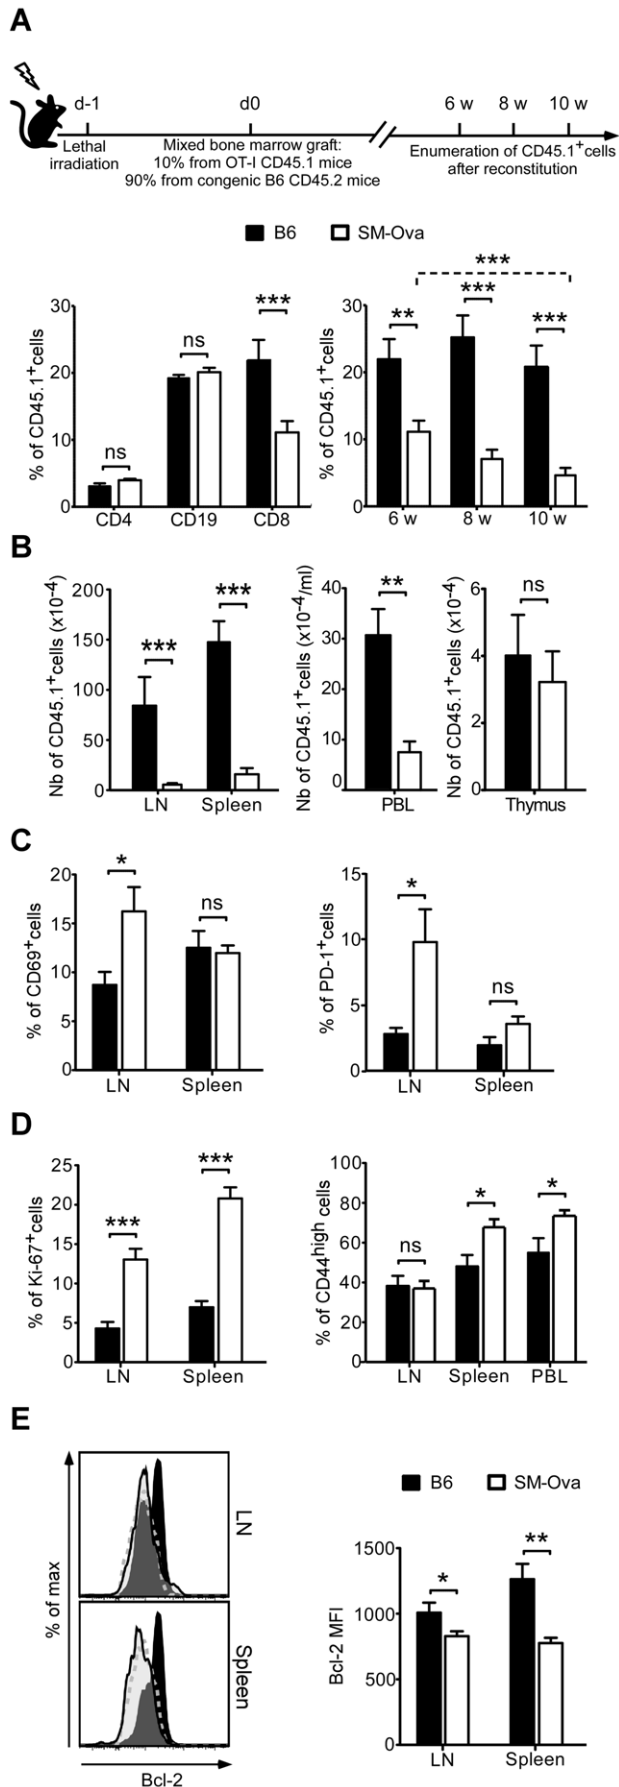 A
d-1
d0
6 w
8 w
10 w
Lethal
irradiation
Mixed bone marrow graft:
10% from OT-I CD45.1 mice
90% from congenic B6 CD45.2 mice
Enumeration of CD45.1+cells
after reconstitution
B6
SM-Ova
% of CD45.1+cells
30
20
10
0
ns
ns
***
CD4
CD19
CD8
% of CD45.1+cells
30
20
10
0
**
***
***
***
6 w
8 w
10 w
B
Nb of CD45.1+cells (x10-4)
200
150
100
50
0
***
***
LN
Spleen
Nb of CD45.1+cells (x10-4/ml)
40
30
20
10
0
**
PBL
Nb of CD45.1+cells (x10-4)
6
4
2
0
ns
Thymus
C
% of CD69+cells
20
15
10
5
0
*
ns
LN
Spleen
% of PD-1+cells
15
10
5
0
*
ns
LN
Spleen
D
% of Ki-67+cells
25
20
15
10
5
0
***
***
LN
Spleen
% of CD44high cells
100
80
60
40
20
0
ns
*
*
LN
Spleen
PBL
E
% of max
LN
Spleen
Bcl-2
B6
SM-Ova
Bcl-2 MFI
1500
1000
500
0
*
**
LN
Spleen